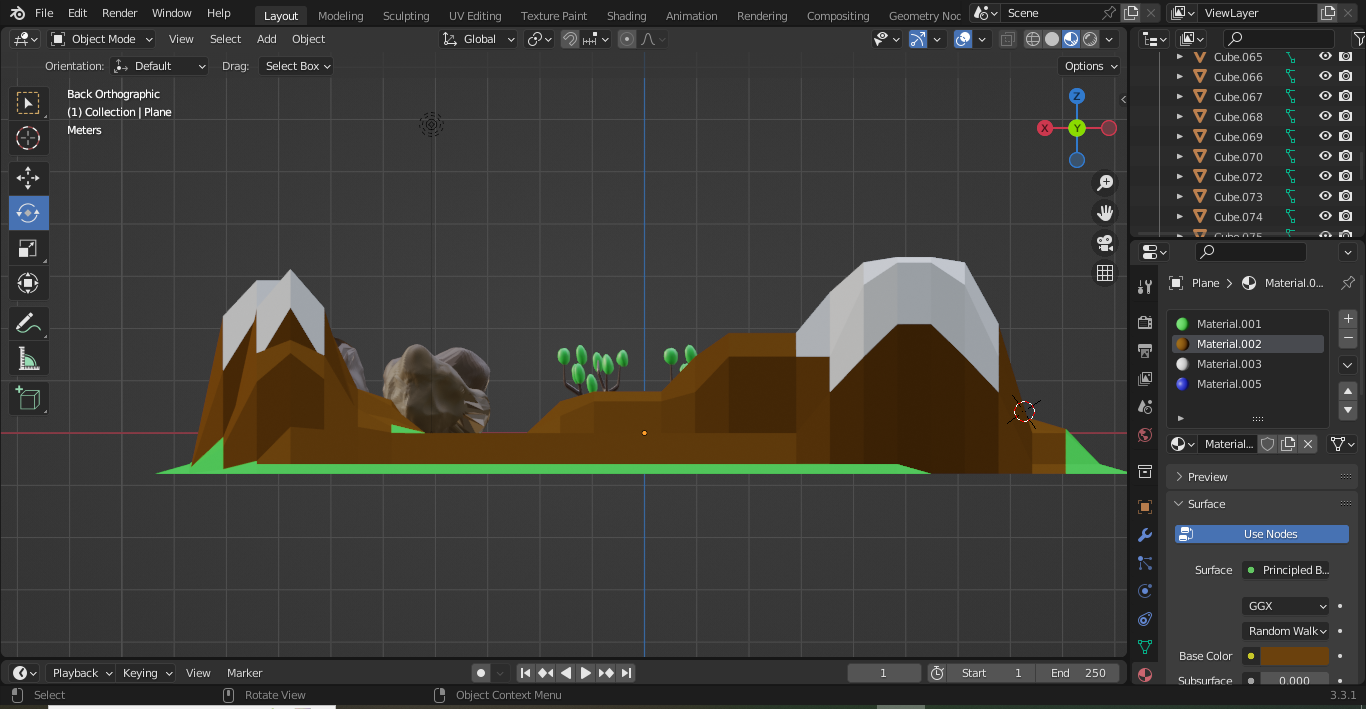 File Edit Render Window Help Layout Modeling Sculpting UV Editing Texture Paint Shading Animation Rendering Compositing Geometry Noc Scene ViewLayer
Object Mode View Select Add Object Global
Orientation: Default Drag: Select Box Options
Back Orthographic
(1) Collection | Plane
Meters
Z
X
Y
Cube.065
Cube.066
Cube.067
Cube.068
Cube.069
Cube.070
Cube.072
Cube.073
Cube.074
Cube.075
Plane Material.0...
Material.001
Material.002
Material.003
Material.005
Material...
Preview
Surface
Use Nodes
Surface Principled B...
GGX
Random Walk
Base Color
Subsurface 0.000
Playback Keying View Marker 1 Start 1 End 250
Select Rotate View Object Context Menu 3.3.1